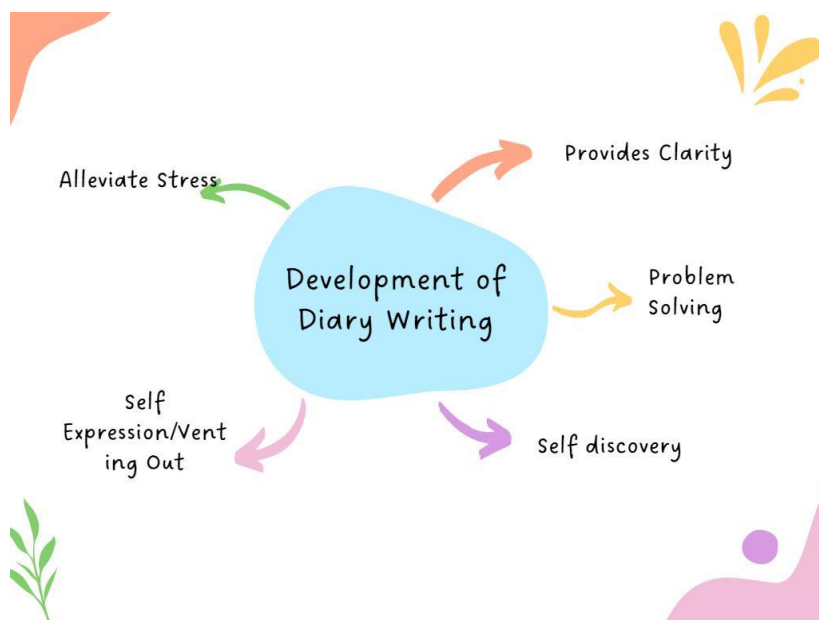 Alleviate Stress
Provides Clarity
Development of
Diary Writing
Problem
Solving
Self
Expression/Vent
ing Out
Self discovery